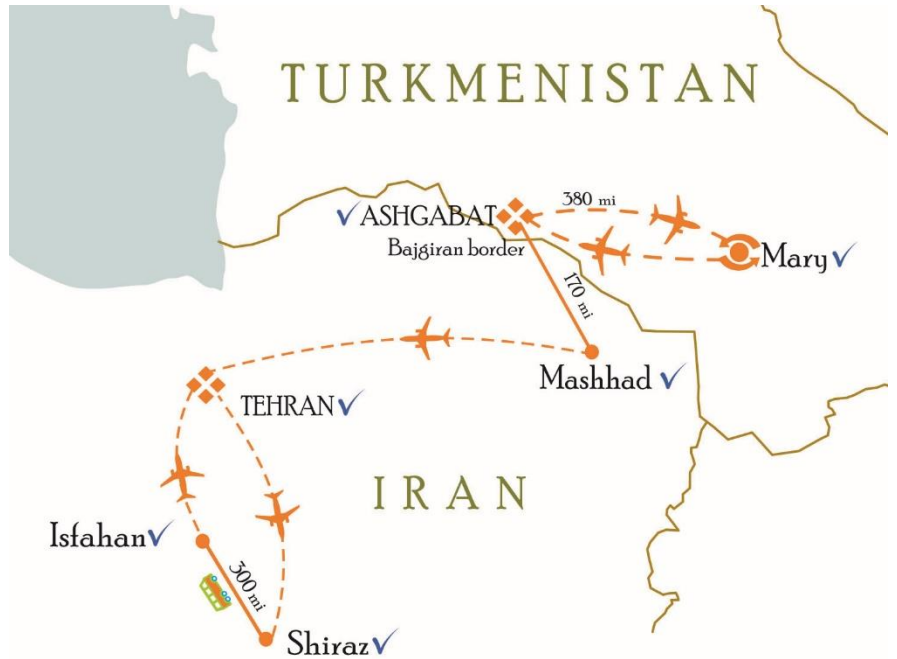 TURKMENISTAN
380 mi
ASHGABAT
Bajgiran border
Mary
170 mi
Mashhad
TEHRAN
IRAN
Isfahan
300 mi
Shiraz